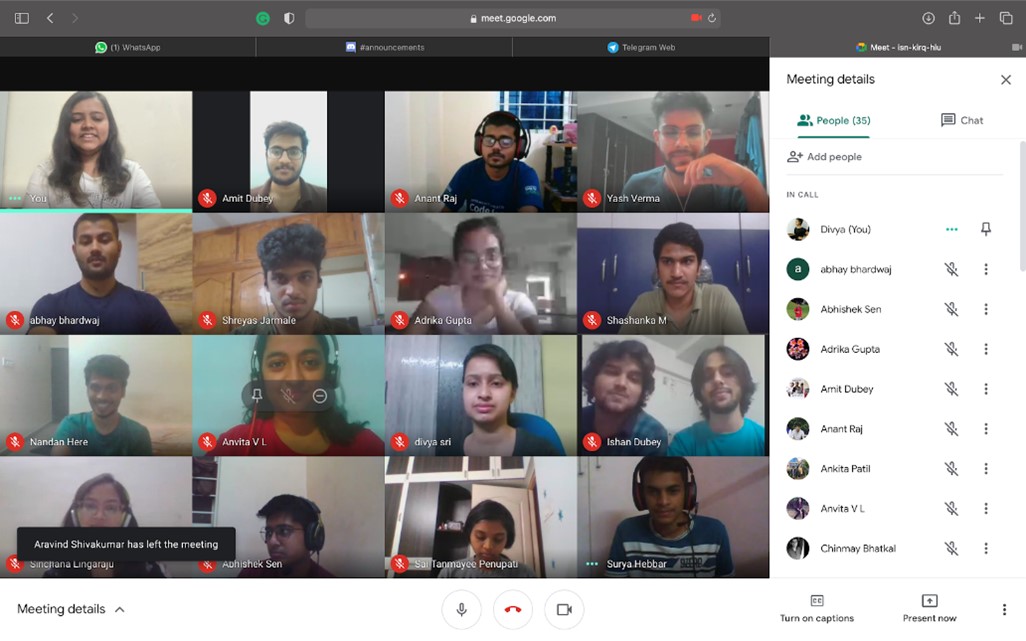 meet.google.com
(1) WhatsApp
#announcements
Telegram Web
Meet – isn-kirq-hiu
You
Amit Dubey
Anant Raj
Code
Yash Verma
abhay bhardwaj
Shreyas Jarmale
Adrika Gupta
Shashanka M
Nandan Here
Anvita V L
divya sri
Ishan Dubey
Aravind Shivakumar has left the meeting
Sinchana Lingaraju
Abhishek Sen
Sai Tanmayee Penupati
Surya Hebbar
Meeting details
People (35)
Chat
Add people
IN CALL
Divya (You)
a
abhay bhardwaj
Abhishek Sen
Adrika Gupta
Amit Dubey
Anant Raj
Ankita Patil
Anvita V L
Chinmay Bhatkal
Meeting details
CC
Turn on captions
Present now